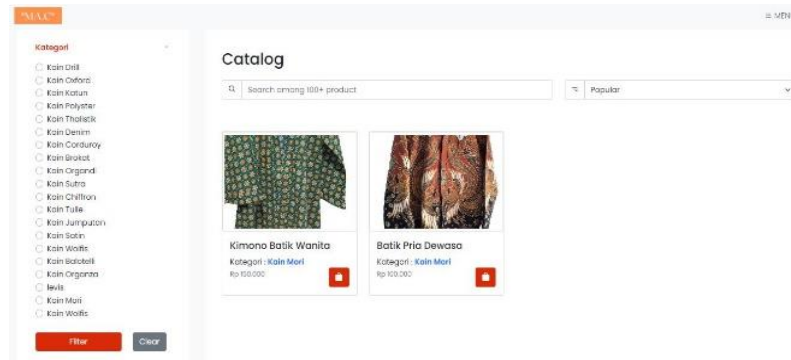 "MA.C"
≡ MENU
Kategori
Kain Drill
Kain Oxford
Kain Katun
Kain Polyster
Kain Thalistik
Kain Denim
Kain Corduroy
Kain Brokat
Kain Organdi
Kain Sutra
Kain Chiffron
Kain Tulle
Kain Jumputan
Kain Satin
Kain Wolfis
Kain Balotelli
Kain Organza
levis
Kain Mori
Kain Wolfis
Filter
Clear
Catalog
Search among 100+ product
Popular
Kimono Batik Wanita
Kategori : Kain Mori
Rp 150.000
Batik Pria Dewasa
Kategori : Kain Mori
Rp 100.000